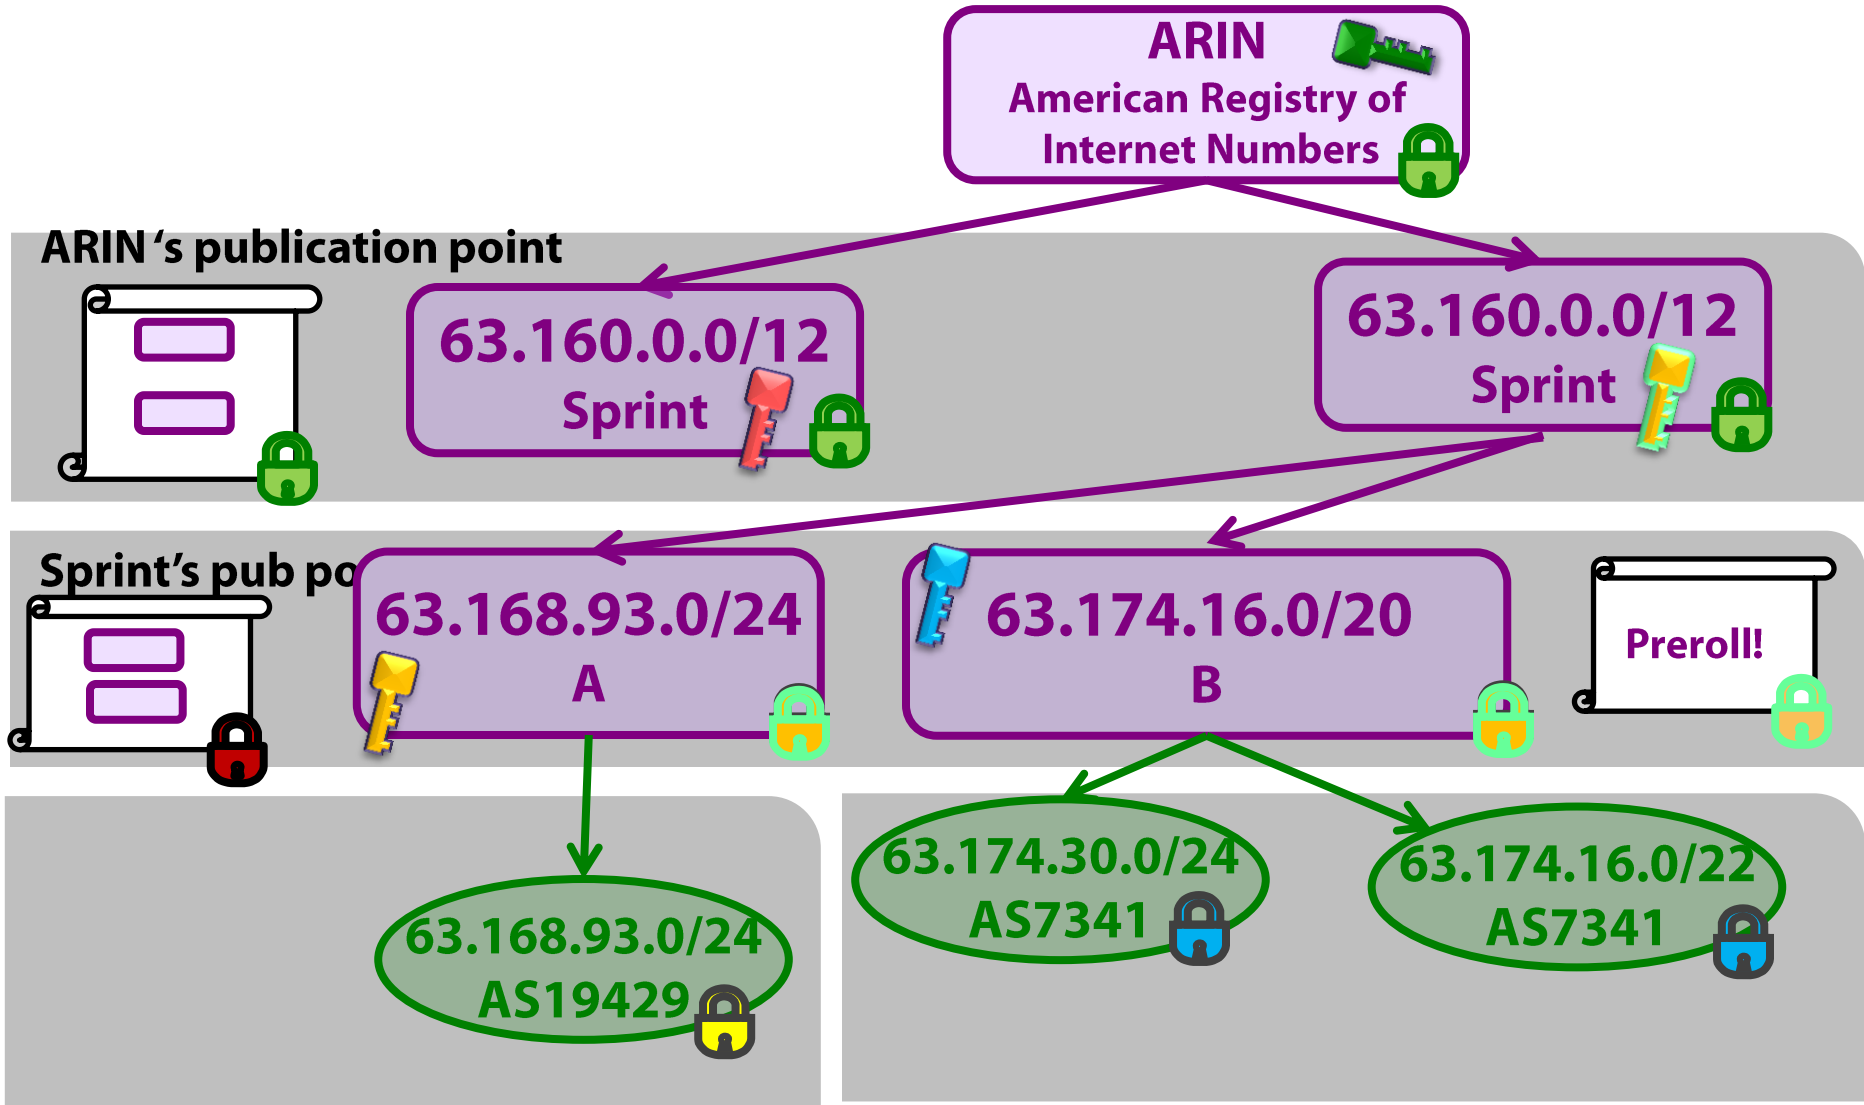 ARIN
American Registry of
Internet Numbers
ARIN 's publication point
63.160.0.0/12
Sprint
63.160.0.0/12
Sprint
Sprint's pub po
63.168.93.0/24
A
63.174.16.0/20
B
Preroll!
63.168.93.0/24
AS19429
63.174.30.0/24
AS7341
63.174.16.0/22
AS7341